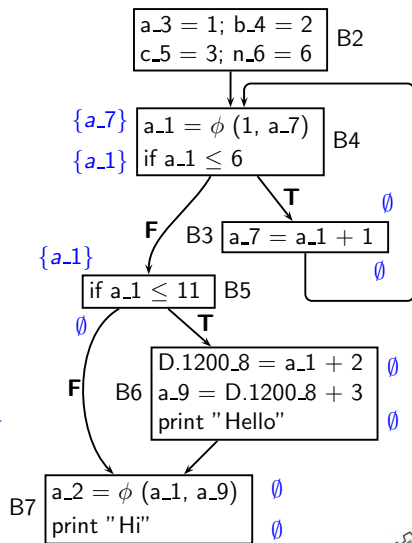 a_3 = 1; b_4 = 2
c_5 = 3; n_6 = 6
B2
{a_7}
a_1 = ϕ (1, a_7)
{a_1}
if a_1 ≤ 6
B4
F
T
∅
B3
a_7 = a_1 + 1
∅
{a_1}
if a_1 ≤ 11
B5
∅
T
F
B6
D.1200_8 = a_1 + 2
∅
a_9 = D.1200_8 + 3
print "Hello"
∅
B7
a_2 = ϕ (a_1, a_9)
∅
print "Hi"
∅